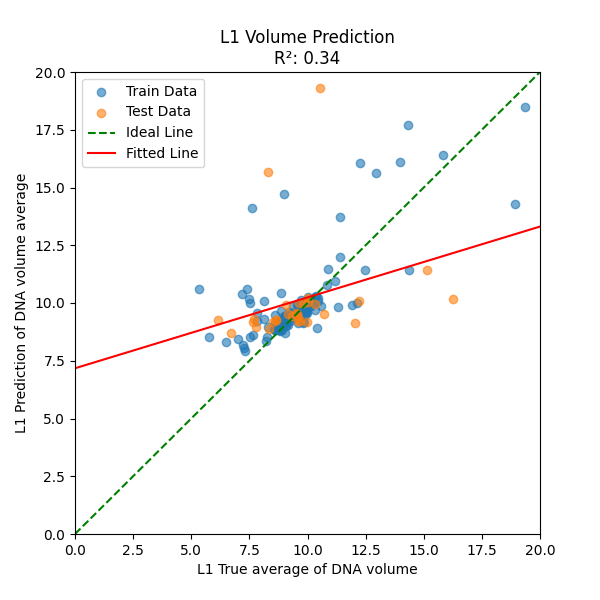 L1 Volume Prediction
R²: 0.34
20.0
17.5
15.0
12.5
10.0
7.5
5.0
2.5
0.0
L1 Prediction of DNA volume average
Train Data
Test Data
Ideal Line
Fitted Line
0.0 2.5 5.0 7.5 10.0 12.5 15.0 17.5 20.0
L1 True average of DNA volume